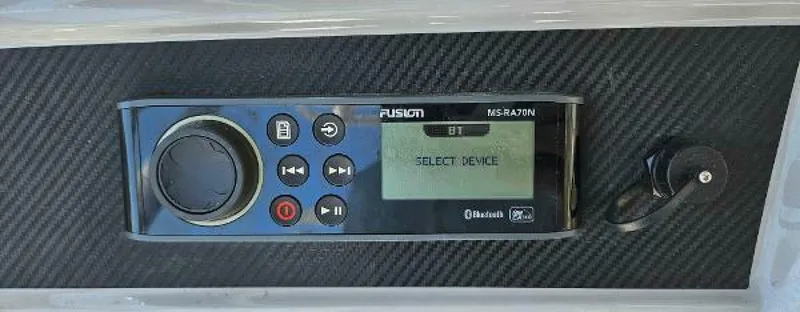 FUSION
MS-RA70N
BT
SELECT DEVICE
Bluetooth